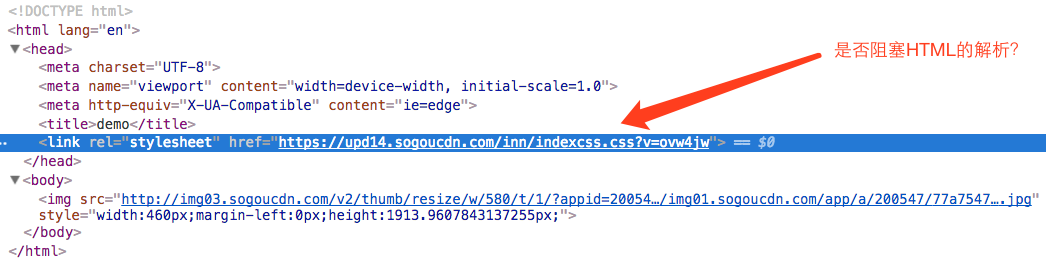 <!DOCTYPE html>
<html lang="en">
▼<head>
<meta charset="UTF-8">
<meta name="viewport" content="width=device-width, initial-scale=1.0">
<meta http-equiv="X-UA-Compatible" content="ie=edge">
<title>demo</title>
<link rel="stylesheet" href="https://upd14.sogoucdn.com/inn/indexcss.css?v=ovw4jw"> == $0
</head>
▼<body>
<img src="http://img03.sogoucdn.com/v2/thumb/resize/w/580/t/1/?appid=20054…/img01.sogoucdn.com/app/a/200547/77a7547….jpg"
style="width:460px;margin-left:0px;height:1913.9607843137255px;">
</body>
</html>
是否阻塞HTML的解析?